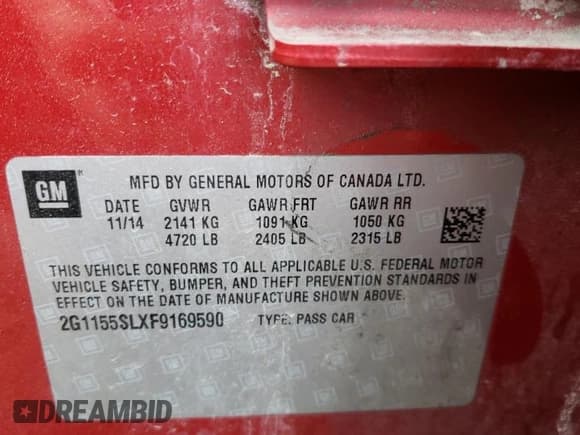 GM
MFD BY GENERAL MOTORS OF CANADA LTD.
DATE GVWR GAWR FRT GAWR RR
11/14 2141 KG 1091 KG 1050 KG
4720 LB 2405 LB 2315 LB
THIS VEHICLE CONFORMS TO ALL APPLICABLE U.S. FEDERAL MOTOR
VEHICLE SAFETY, BUMPER, AND THEFT PREVENTION STANDARDS IN
EFFECT ON THE DATE OF MANUFACTURE SHOWN ABOVE.
2G1155SLXF9169590 TYPE: PASS CAR
DREAMBID